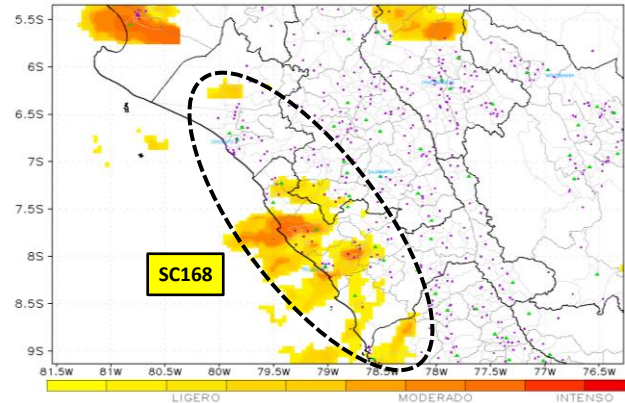 5.5S
6S
6.5S
7S
7.5S
8S
8.5S
9S
SC168
81.5W 81W 80.5W 80W 79.5W 79W 78.5W 78W 77.5W 77W 76.5W
LIGERO MODERADO INTENSO